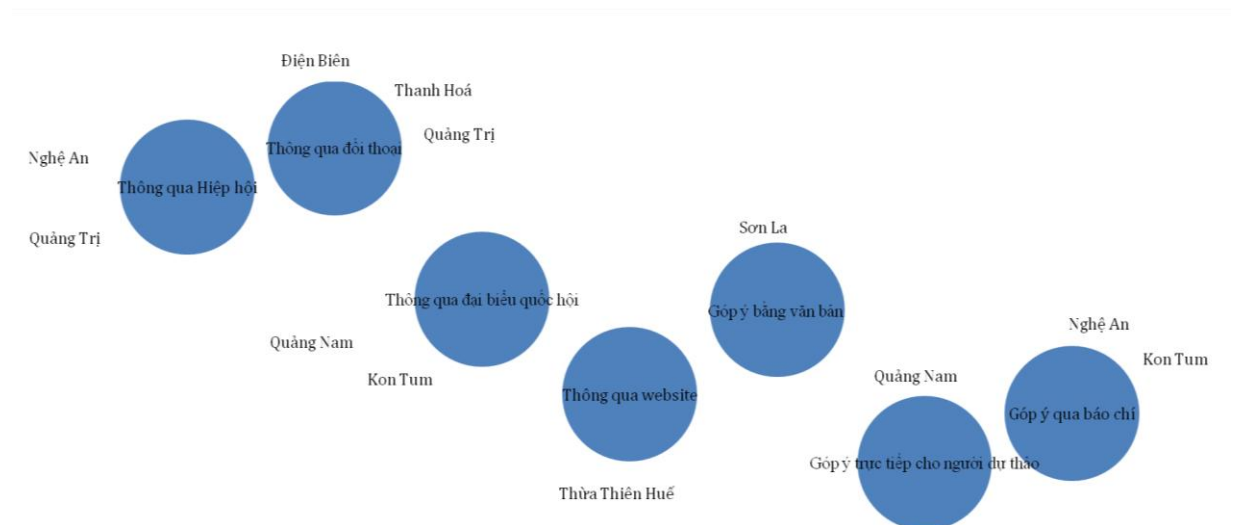 Điện Biên
Thanh Hoá
Quảng Trị
Thông qua đối thoại
Nghệ An
Thông qua Hiệp hội
Quảng Trị
Sơn La
Thông qua đại biểu quốc hội
Góp ý bằng văn bản
Quảng Nam
Kon Tum
Nghệ An
Kon Tum
Quảng Nam
Thông qua website
Góp ý qua báo chí
Góp ý trực tiếp cho người dự thảo
Thừa Thiên Huế